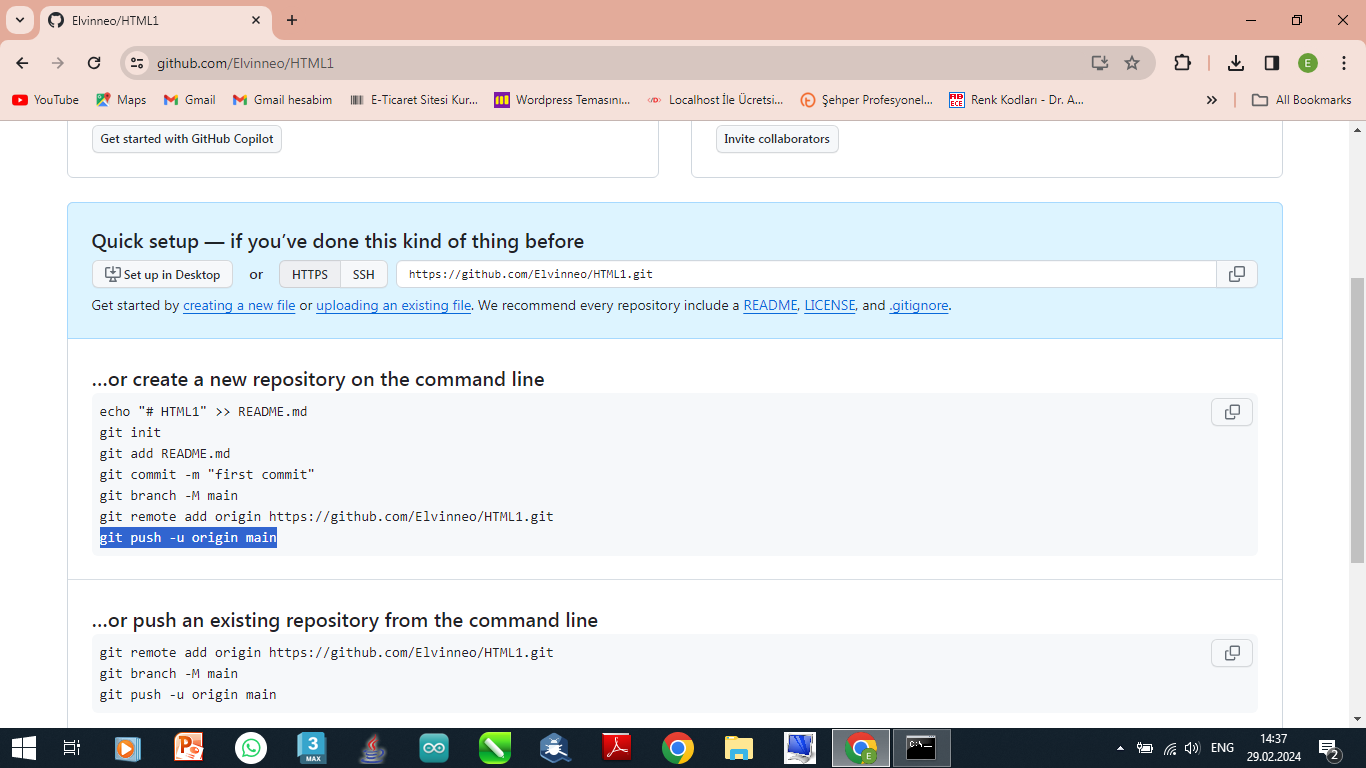 Elvinneo/HTML1
github.com/Elvinneo/HTML1
E
YouTube Maps Gmail Gmail hesabim E-Ticaret Sitesi Kur... Wordpress Temasını... Localhost İle Ücretsi... Şehper Profesyonel... Renk Kodları - Dr. A... » All Bookmarks
Get started with GitHub Copilot Invite collaborators
Quick setup — if you’ve done this kind of thing before
Set up in Desktop or HTTPS SSH https://github.com/Elvinneo/HTML1.git
Get started by creating a new file or uploading an existing file. We recommend every repository include a README, LICENSE, and .gitignore.
…or create a new repository on the command line
echo "# HTML1" >> README.md
git init
git add README.md
git commit -m "first commit"
git branch -M main
git remote add origin https://github.com/Elvinneo/HTML1.git
git push -u origin main
…or push an existing repository from the command line
git remote add origin https://github.com/Elvinneo/HTML1.git
git branch -M main
git push -u origin main
3 MAX
E
C:\
ENG
14:37
29.02.2024
2